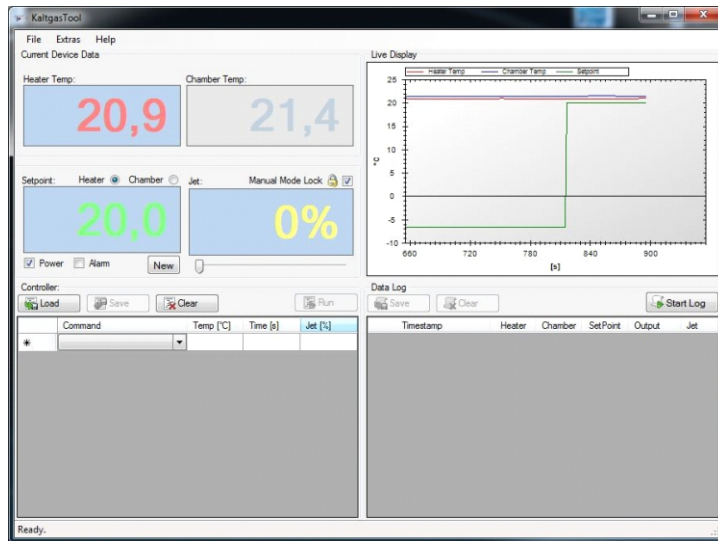 KaltgasTool
File Extras Help
Current Device Data
Heater Temp:
Chamber Temp:
20,9
21,4
Setpoint: Heater Chamber
Jet: Manual Mode Lock
20,0
0%
Power Alarm New
Live Display
Heater Temp Chamber Temp Setpoint
25
20
15
10
5
0
-5
-10
°C
660 720 780 840 900
[s]
Controller:
Load Save Clear Run
Command Temp [°C] Time [s] Jet [%]
Data Log
Save Clear Start Log
Timestamp Heater Chamber SetPoint Output Jet
Ready.